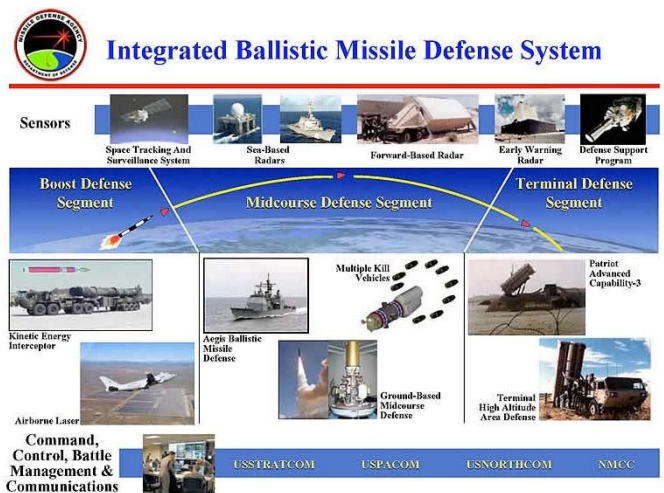 MISSILE DEFENSE AGENCY
DEPARTMENT OF DEFENSE
Integrated Ballistic Missile Defense System
Sensors
Space Tracking And
Surveillance System
Sea-Based
Radars
Forward-Based Radar
Early Warning
Radar
Defense Support
Program
Boost Defense
Segment
Midcourse Defense Segment
Terminal Defense
Segment
Kinetic Energy
Interceptor
Airborne Laser
Aegis Ballistic
Missile
Defense
Multiple Kill
Vehicles
Ground-Based
Midcourse
Defense
Patriot
Advanced
Capability-3
Terminal
High Altitude
Area Defense
Command,
Control, Battle
Management &
Communications
USSTRATCOM
USPACOM
USNORTHCOM
NMCC